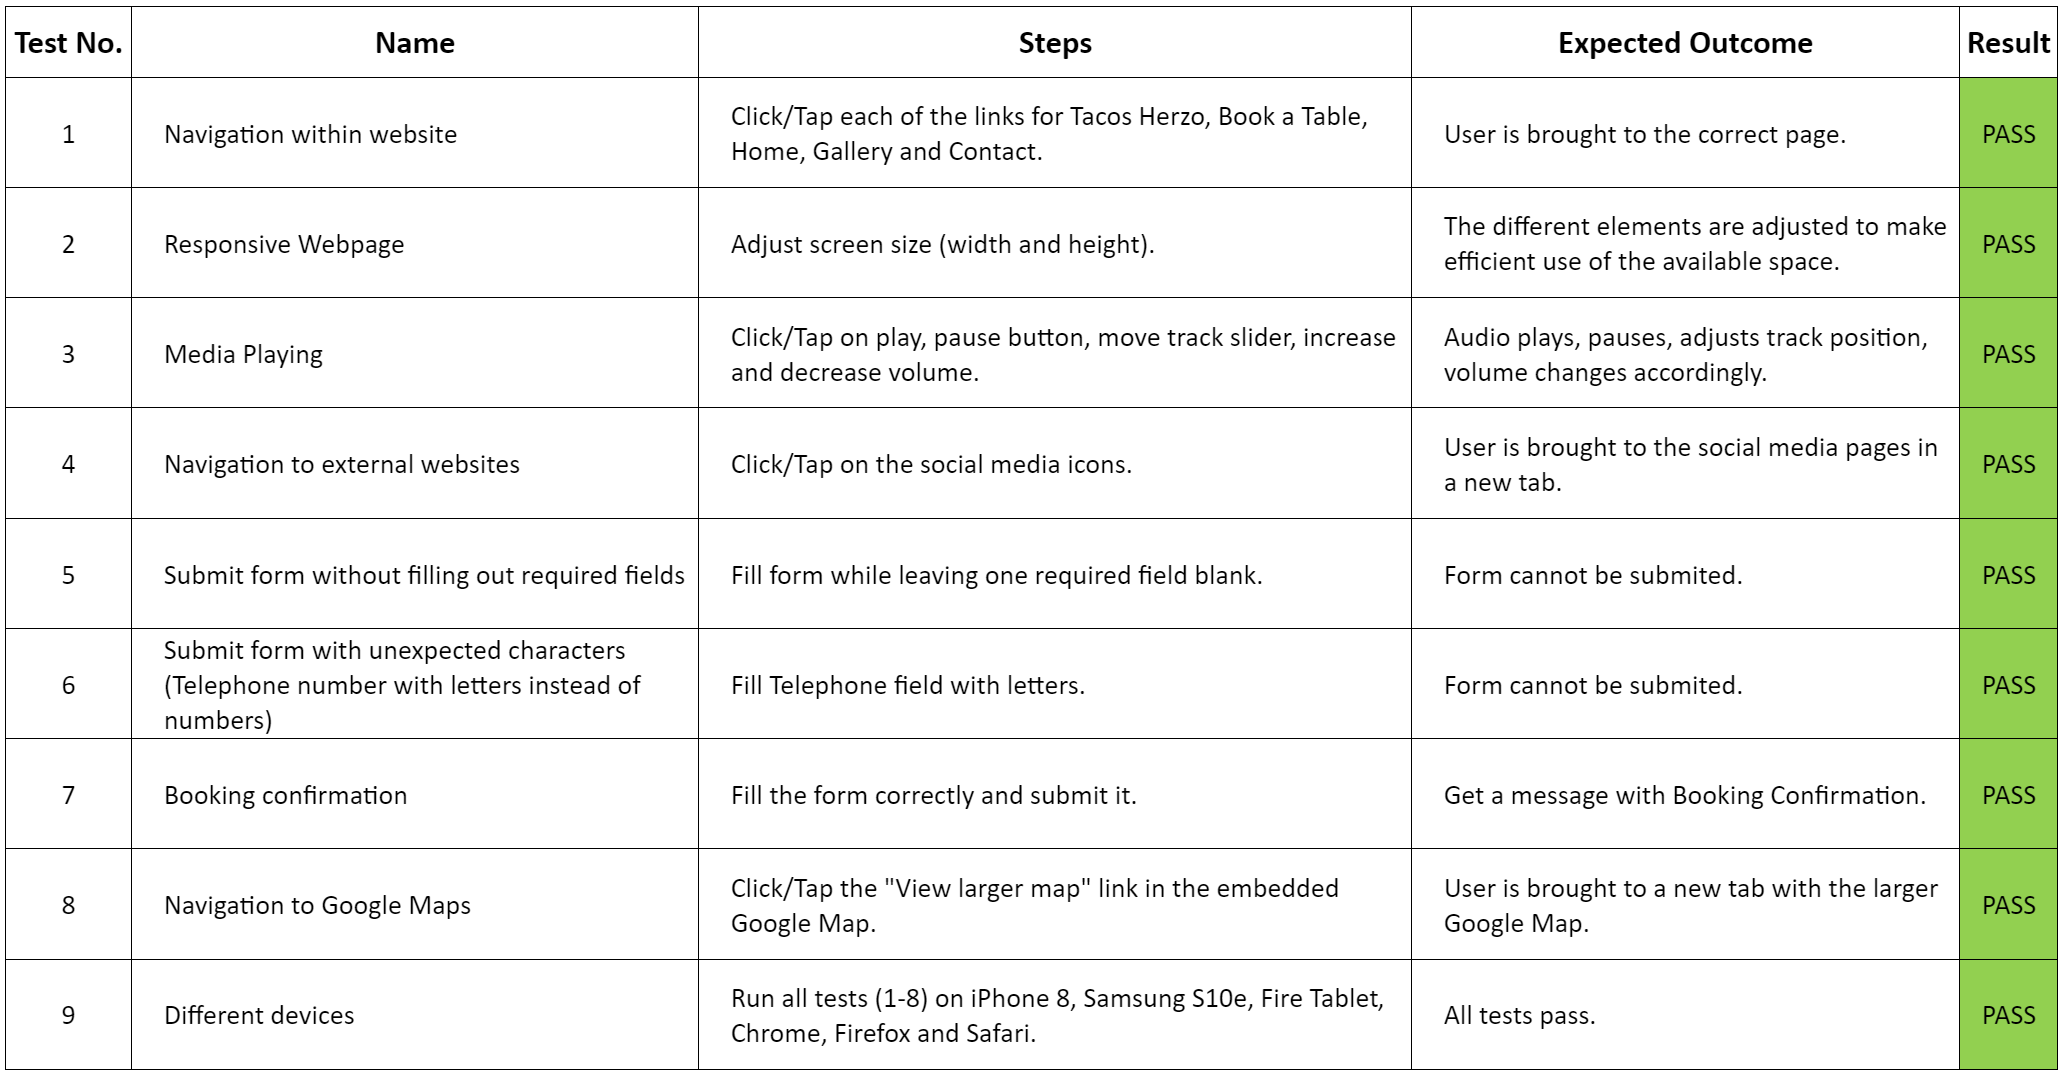 Test No. Name Steps Expected Outcome Result
1 Navigation within website
Click/Tap each of the links for Tacos Herzo, Book a Table,
Home, Gallery and Contact.
User is brought to the correct page.
PASS
2 Responsive Webpage
Adjust screen size (width and height).
The different elements are adjusted to make
efficient use of the available space.
PASS
3 Media Playing
Click/Tap on play, pause button, move track slider, increase
and decrease volume.
Audio plays, pauses, adjusts track position,
volume changes accordingly.
PASS
4 Navigation to external websites
Click/Tap on the social media icons.
User is brought to the social media pages in
a new tab.
PASS
5 Submit form without filling out required fields
Fill form while leaving one required field blank.
Form cannot be submited.
PASS
6
Submit form with unexpected characters
(Telephone number with letters instead of
numbers)
Fill Telephone field with letters.
Form cannot be submited.
PASS
7 Booking confirmation
Fill the form correctly and submit it.
Get a message with Booking Confirmation.
PASS
8 Navigation to Google Maps
Click/Tap the "View larger map" link in the embedded
Google Map.
User is brought to a new tab with the larger
Google Map.
PASS
9 Different devices
Run all tests (1-8) on iPhone 8, Samsung S10e, Fire Tablet,
Chrome, Firefox and Safari.
All tests pass.
PASS